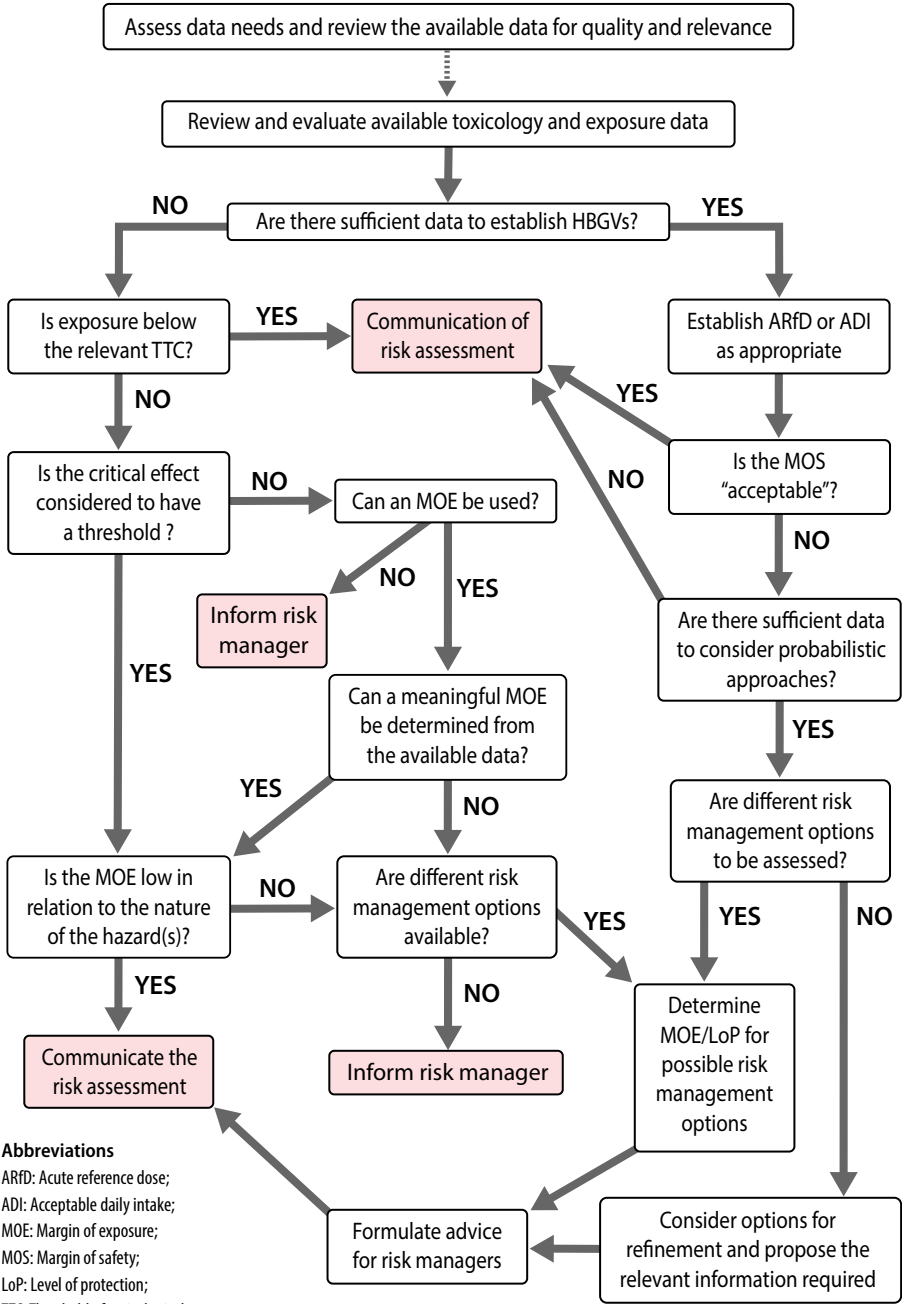 Assess data needs and review the available data for quality and relevance
Review and evaluate available toxicology and exposure data
NO
YES
Are there sufficient data to establish HBGVs?
Is exposure below
the relevant TTC?
YES
Communication of
risk assessment
Establish ARfD or ADI
as appropriate
NO
YES
Is the critical effect
considered to have
a threshold ?
NO
Can an MOE be used?
NO
Is the MOS
“acceptable”?
NO
NO
YES
Inform risk
manager
Are there sufficient data
to consider probabilistic
approaches?
YES
Can a meaningful MOE
be determined from
the available data?
YES
YES
NO
Are different risk
management options
to be assessed?
Is the MOE low in
relation to the nature
of the hazard(s)?
NO
Are different risk
management options
available?
YES
YES
NO
YES
NO
Determine
MOE/LoP for
possible risk
management
options
Communicate the
risk assessment
Inform risk manager
Abbreviations
ARfD: Acute reference dose;
ADI: Acceptable daily intake;
MOE: Margin of exposure;
MOS: Margin of safety;
LoP: Level of protection;
Formulate advice
for risk managers
Consider options for
refinement and propose the
relevant information required